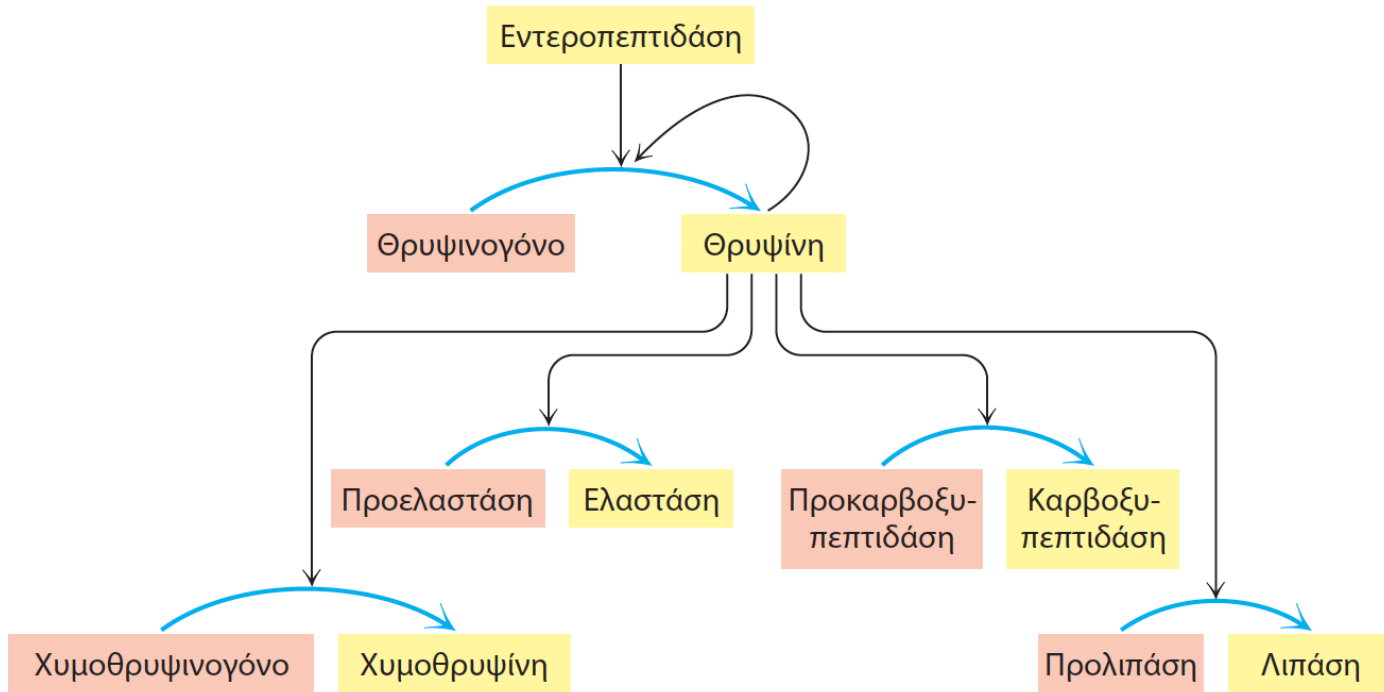 Εντεροπεπτιδάση
Θρυψινογόνο
Θρυψίνη
Προελαστάση
Ελαστάση
Προκαρβοξυ-
πεπτιδάση
Καρβοξυ-
πεπτιδάση
Χυμοθρυψινογόνο
Χυμοθρυψίνη
Προλιπάση
Λιπάση